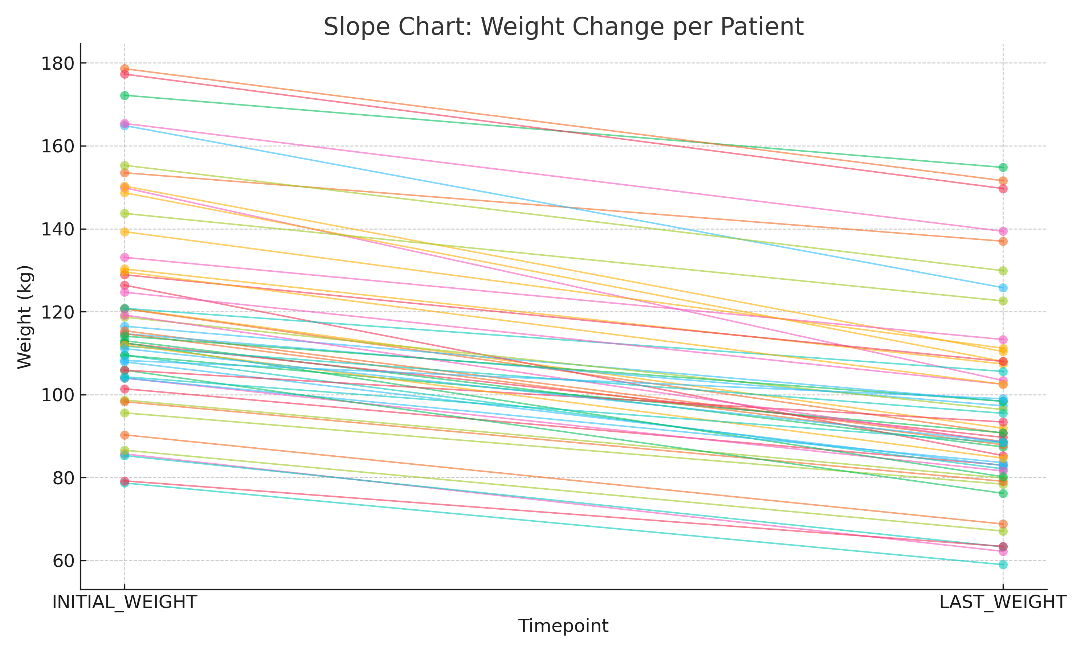 Slope Chart: Weight Change per Patient
180
160
140
120
100
80
60
Weight (kg)
INITIAL_WEIGHT
LAST_WEIGHT
Timepoint